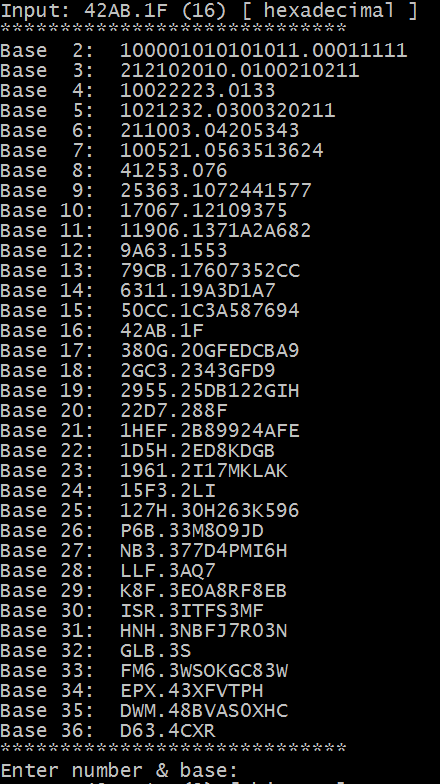 Input: 42AB.1F (16) [ hexadecimal ]
*****************************
Base  2:  100001010101011.00011111
Base  3:  212102010.0100210211
Base  4:  10022223.0133
Base  5:  1021232.0300320211
Base  6:  211003.04205343
Base  7:  100521.0563513624
Base  8:  41253.076
Base  9:  25363.1072441577
Base 10:  17067.12109375
Base 11:  11906.1371A2A682
Base 12:  9A63.1553
Base 13:  79CB.17607352CC
Base 14:  6311.19A3D1A7
Base 15:  50CC.1C3A587694
Base 16:  42AB.1F
Base 17:  380G.20GFEDCBA9
Base 18:  2GC3.2343GFD9
Base 19:  2955.25DB122GIH
Base 20:  22D7.288F
Base 21:  1HEF.2B89924AFE
Base 22:  1D5H.2ED8KDGB
Base 23:  1961.2I17MKLAK
Base 24:  15F3.2LI
Base 25:  127H.30H263K596
Base 26:  P6B.33M8O9JD
Base 27:  NB3.377D4PMI6H
Base 28:  LLF.3AQ7
Base 29:  K8F.3EOA8RF8EB
Base 30:  ISR.3ITFS3MF
Base 31:  HNH.3NBFJ7RO3N
Base 32:  GLB.3S
Base 33:  FM6.3WSOKGC83W
Base 34:  EPX.43XFVTPH
Base 35:  DWM.48BVAS0XHC
Base 36:  D63.4CXR
*****************************
Enter number & base: